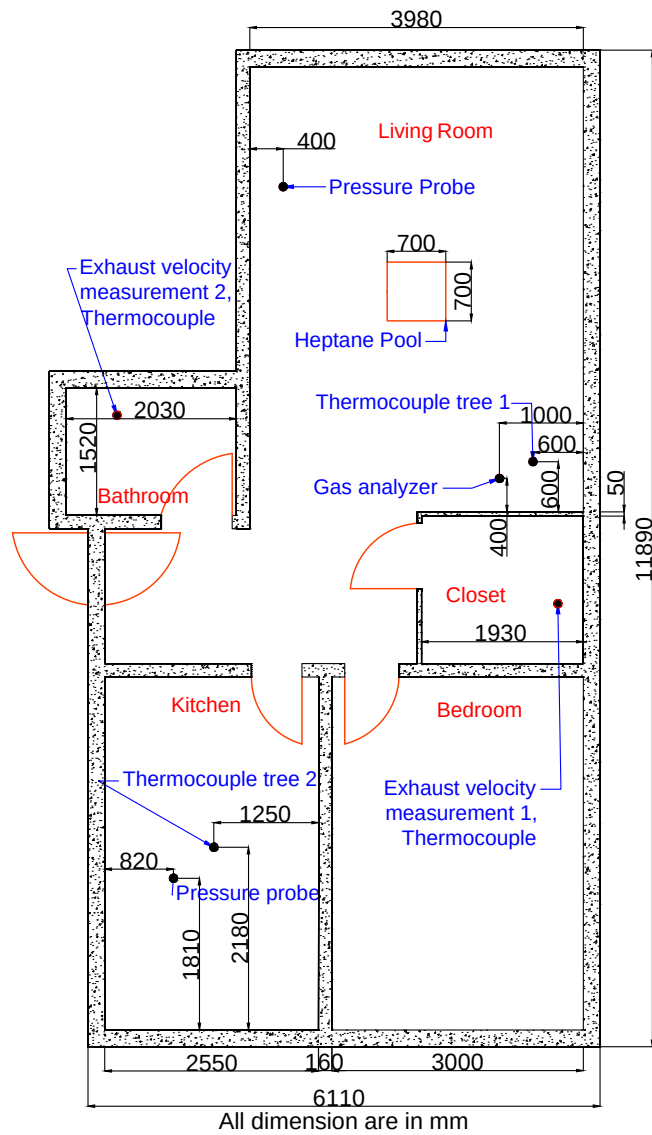 3980
Living Room
400
Pressure Probe
700
700
Exhaust velocity
measurement 2,
Thermocouple
Heptane Pool
Thermocouple tree 1
1000
2030
600
1520
Gas analyzer
600
50
Bathroom
400
11890
Closet
1930
Kitchen
Bedroom
Thermocouple tree 2
Exhaust velocity
measurement 1,
Thermocouple
1250
820
Pressure probe
1810
2180
2550
160
3000
6110
All dimension are in mm